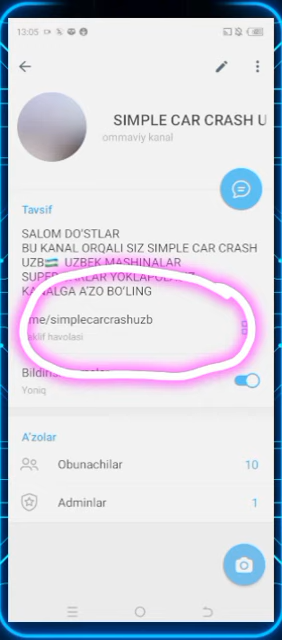 13:05
SIMPLE CAR CRASH U
ommaviy kanal
Tavsif
SALOM DO'STLAR
BU KANAL ORQALI SIZ SIMPLE CAR CRASH
UZB🇺🇿 UZBEK MASHINALAR
KANALGA A'ZO BO'LING
me/simplecarcrashuzb
havolasi
Yoniq
A'zolar
Obunachilar 10
Adminlar 1